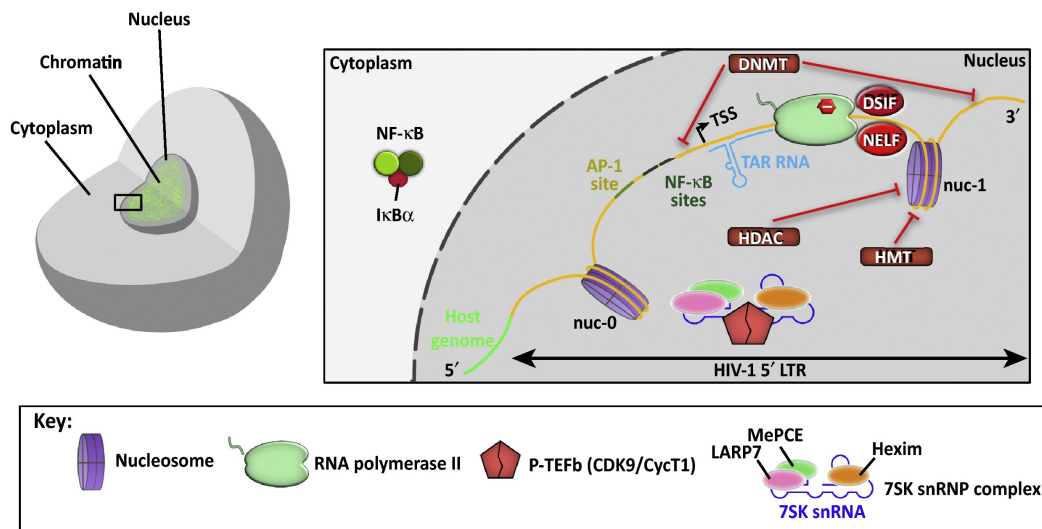 Nucleus
Chromatin
Cytoplasm
Cytoplasm
Nucleus
DNMT
NF-κB
IκBα
TSS
DSIF
3′
NELF
TAR RNA
AP-1
site
NF-κB
sites
nuc-1
HDAC
HMT
nuc-0
Host
genome
5′
HIV-1 5′ LTR
Key:
Nucleosome
RNA polymerase II
P-TEFb (CDK9/CycT1)
MePCE
LARP7
Hexim
7SK snRNP complex
7SK snRNA